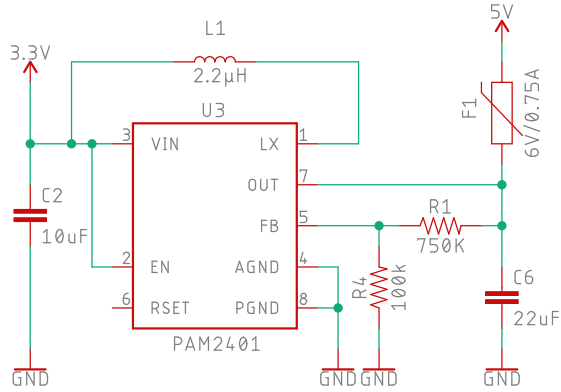 5V
L1
3.3V
2.2µH
F1
6V/0.75A
U3
3
VIN
LX
1
OUT
7
C2
10uF
FB
5
R1
750K
2
EN
AGND
4
R4
100k
C6
22uF
6
RSET
PGND
8
PAM2401
GND
GND
GND
GND